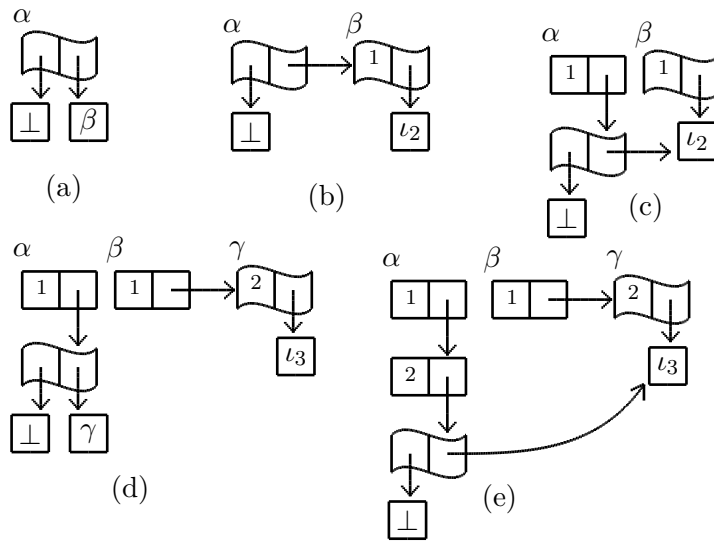 α
⊥ β
(a)
α β
1
⊥ ι₂
(b)
α β
1 1
ι₂
⊥
(c)
α β γ
1 1 2
ι₃
⊥ γ
(d)
α β γ
1 1 2
2 ι₃
⊥
(e)